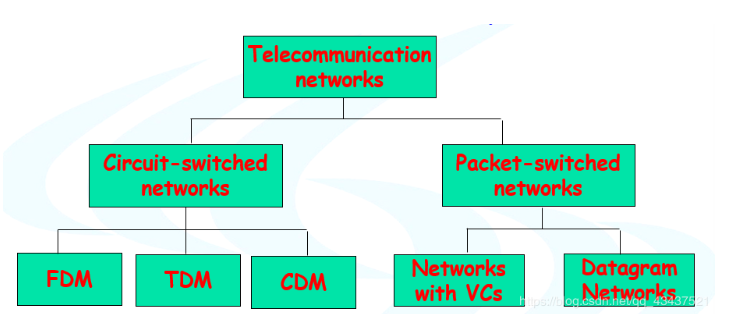 Telecommunication
networks
Circuit-switched
networks
Packet-switched
networks
FDM
TDM
CDM
Networks
with VCs
Datagram
Networks
https://blog.csdn.net/qq_43437521